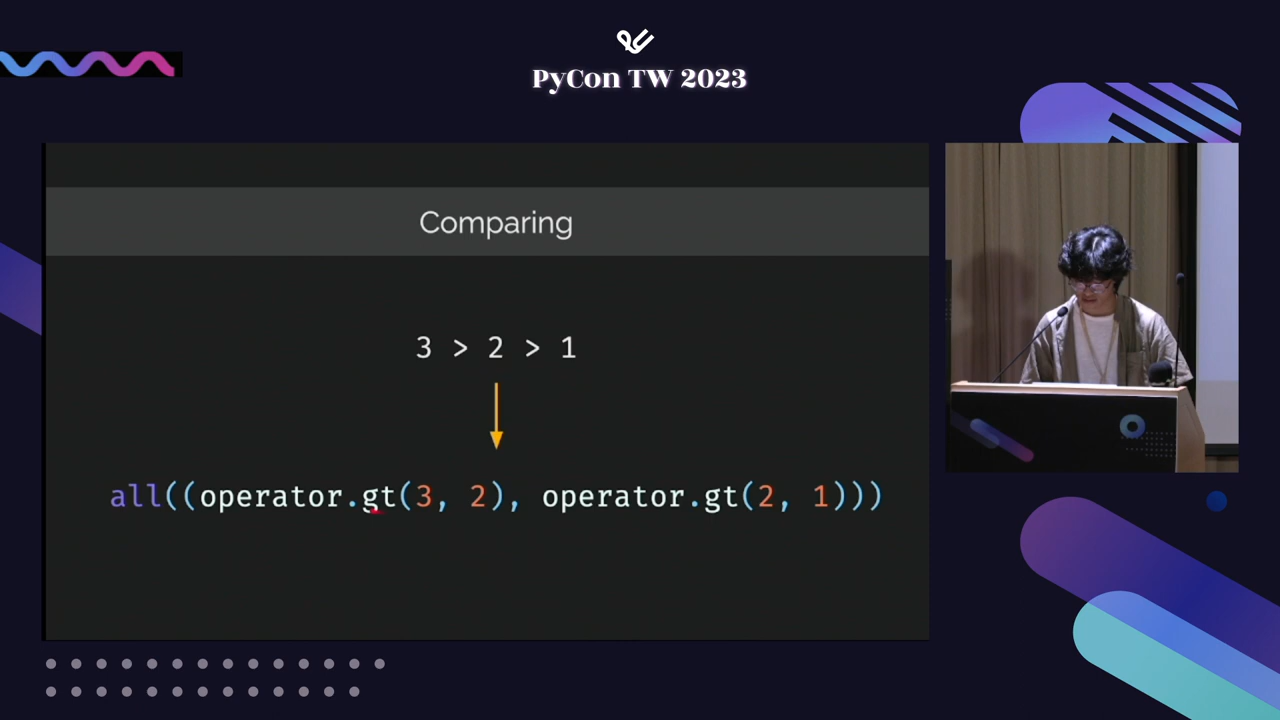 PyCon TW 2023
Comparing
3 > 2 > 1
all((operator.gt(3, 2), operator.gt(2, 1)))